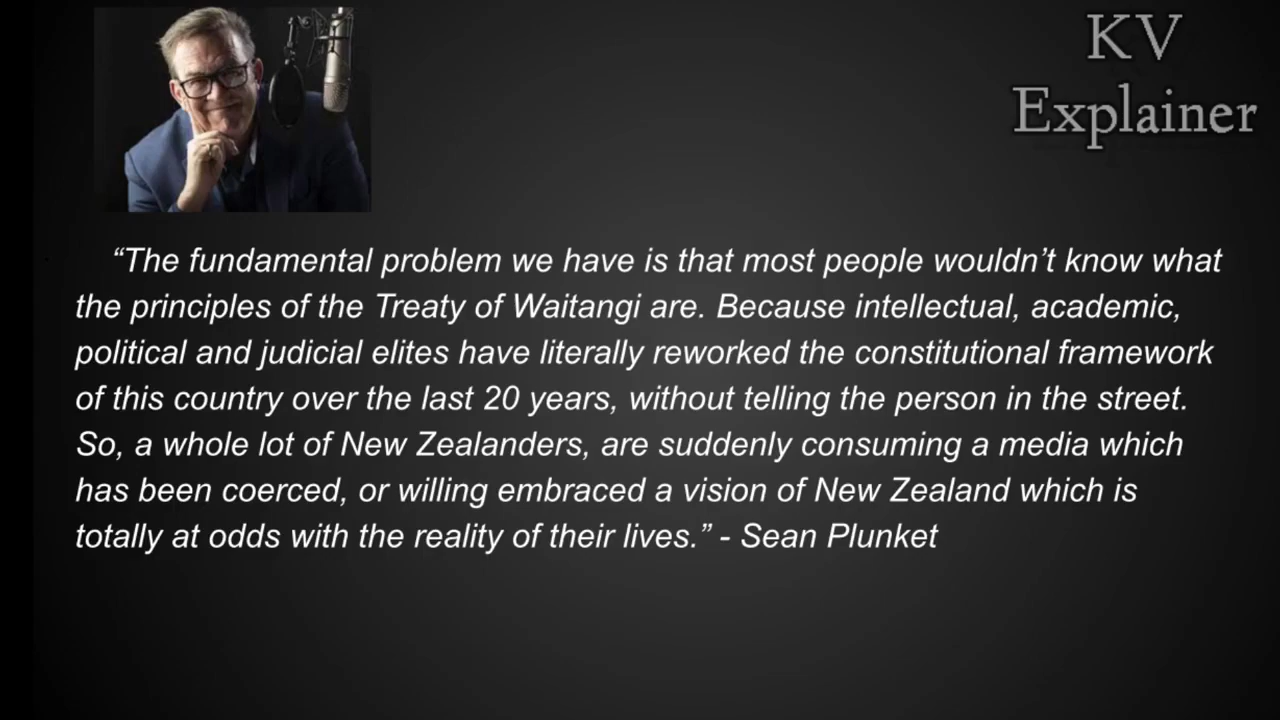 KV
Explainer
“The fundamental problem we have is that most people wouldn’t know what
the principles of the Treaty of Waitangi are. Because intellectual, academic,
political and judicial elites have literally reworked the constitutional framework
of this country over the last 20 years, without telling the person in the street.
So, a whole lot of New Zealanders, are suddenly consuming a media which
has been coerced, or willing embraced a vision of New Zealand which is
totally at odds with the reality of their lives.” - Sean Plunket